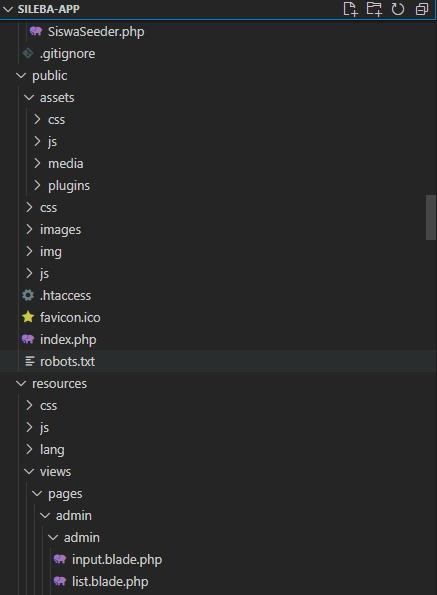 SILEBA-APP
SiswaSeeder.php
.gitignore
public
assets
css
js
media
plugins
css
images
img
js
.htaccess
favicon.ico
index.php
robots.txt
resources
css
js
lang
views
pages
admin
admin
input.blade.php
list.blade.php